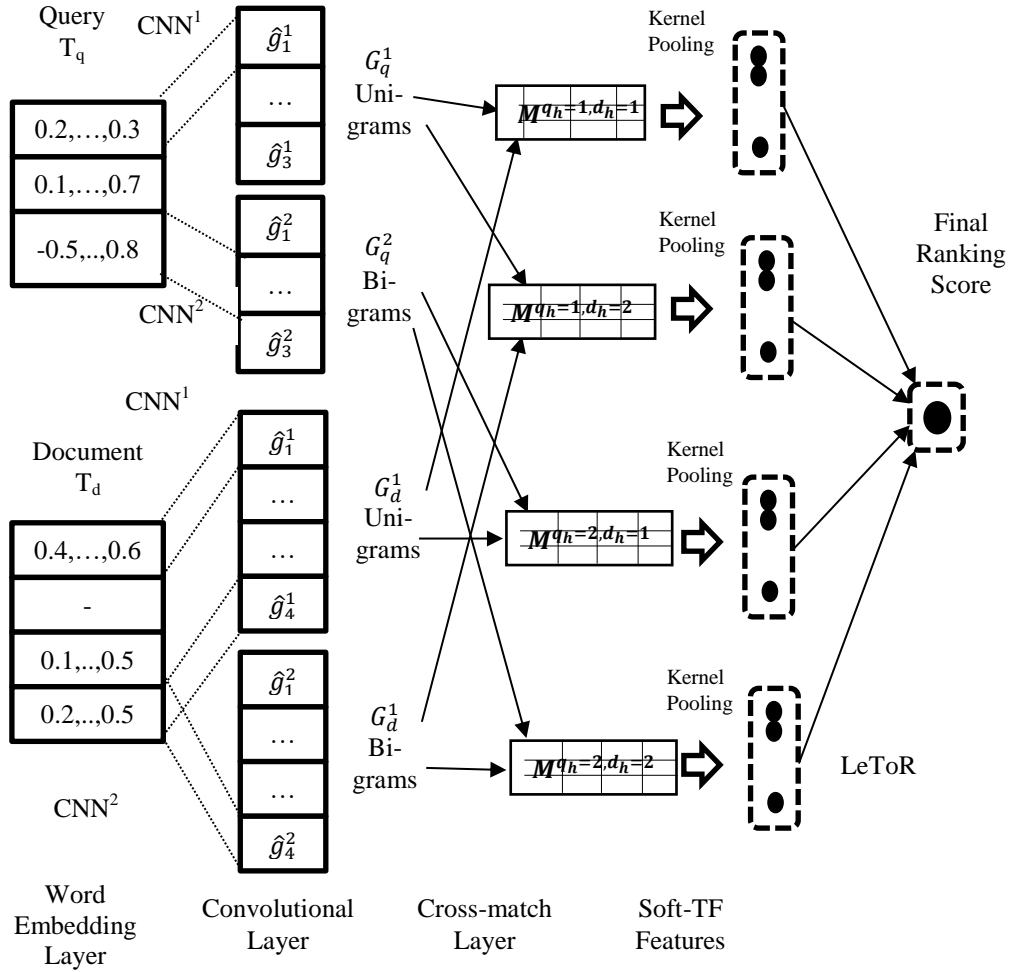 Query
T_q
CNN^1
0.2,…,0.3
0.1,…,0.7
-0.5,..,0.8
CNN^2
ĝ_1^1
…
ĝ_3^1
ĝ_1^2
…
ĝ_3^2
G_q^1
Uni-
grams
G_q^2
Bi-
grams
CNN^1
Document
T_d
0.4,…,0.6
-
0.1,..,0.5
0.2,..,0.5
CNN^2
ĝ_1^1
…
…
ĝ_4^1
ĝ_1^2
…
…
ĝ_4^2
G_d^1
Uni-
grams
G_d^1
Bi-
grams
M^{q_h=1,d_h=1}
M^{q_h=1,d_h=2}
M^{q_h=2,d_h=1}
M^{q_h=2,d_h=2}
Kernel
Pooling
Kernel
Pooling
Kernel
Pooling
Kernel
Pooling
Final
Ranking
Score
LeToR
Word
Embedding
Layer
Convolutional
Layer
Cross-match
Layer
Soft-TF
Features